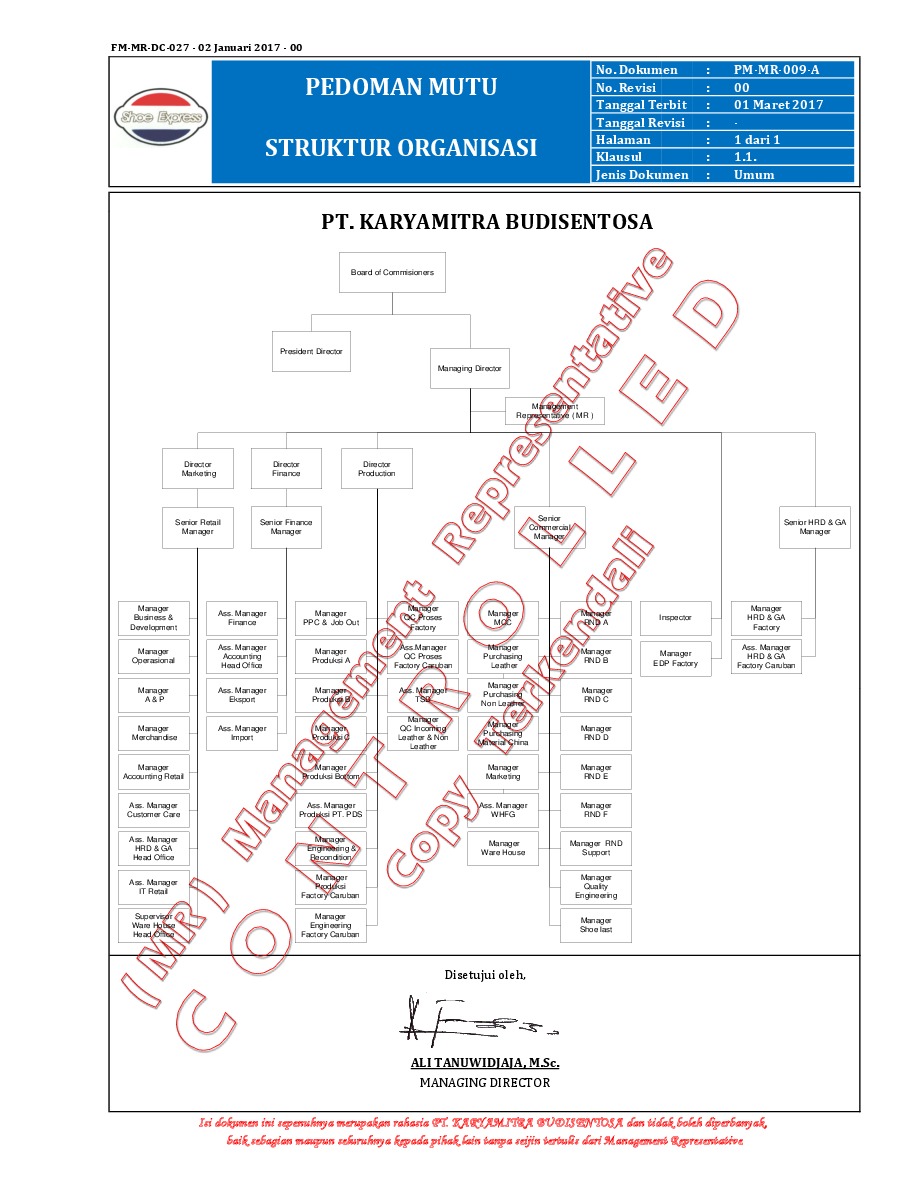 FM-MR-DC-027 - 02 Januari 2017 - 00
Shoe Express
PEDOMAN MUTU
STRUKTUR ORGANISASI
No. Dokumen : PM-MR-009-A
No. Revisi : 00
Tanggal Terbit : 01 Maret 2017
Tanggal Revisi : -
Halaman : 1 dari 1
Klausul : 1.1.
Jenis Dokumen : Umum
PT. KARYAMITRA BUDISENTOSA
Board of Commisioners
President Director
Managing Director
Management
Representative ( MR )
Director
Marketing
Director
Finance
Director
Production
Senior Retail
Manager
Senior Finance
Manager
Senior
Commercial
Manager
Senior HRD & GA
Manager
Manager
Business &
Development
Manager
Operasional
Manager
A & P
Manager
Merchandise
Manager
Accounting Retail
Ass. Manager
Customer Care
Ass. Manager
HRD & GA
Head Office
Ass. Manager
IT Retail
Supervisor
Ware House
Head Office
Ass. Manager
Finance
Ass. Manager
Accounting
Head Office
Ass. Manager
Eksport
Ass. Manager
Import
Manager
PPC & Job Out
Manager
Produksi A
Manager
Produksi B
Manager
Produksi C
Manager
Produksi Bottom
Ass. Manager
Produksi PT. PDS
Manager
Engineering &
Recondition
Manager
Produksi
Factory Caruban
Manager
Engineering
Factory Caruban
Manager
QC Proses
Factory
Ass.Manager
QC Proses
Factory Caruban
Ass. Manager
TSD
Manager
QC Incoming
Leather & Non
Leather
Manager
MCC
Manager
Purchasing
Leather
Manager
Purchasing
Non Leather
Manager
Purchasing
Material China
Manager
Marketing
Ass. Manager
WHFG
Manager
Ware House
Manager
RND A
Manager
RND B
Manager
RND C
Manager
RND D
Manager
RND E
Manager
RND F
Manager RND
Support
Manager
Quality
Engineering
Manager
Shoe last
Inspector
Manager
EDP Factory
Manager
HRD & GA
Factory
Ass. Manager
HRD & GA
Factory Caruban
(MR) Management Representative
CONTROLLED
Copy Terkendali
Disetujui oleh,
ALI TANUWIDJAJA, M.Sc.
MANAGING DIRECTOR
Isi dokumen ini sepenuhnya merupakan rahasia PT. KARYAMITRA BUDISENTOSA dan tidak boleh diperbanyak,
baik sebagian maupun seluruhnya kepada pihak lain tanpa seijin tertulis dari Management Representative